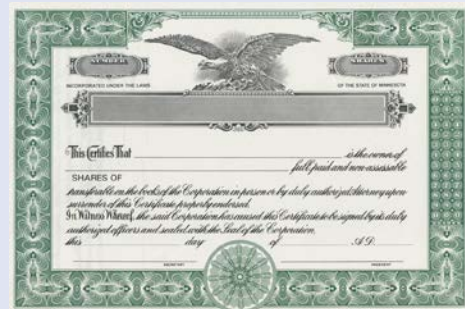 NUMBER SHARES
INCORPORATED UNDER THE LAWS OF THE STATE OF MINNESOTA
This Certifies That is the owner of
full paid and non-assessable
SHARES OF
transferable on the books of the Corporation in person or by duly authorized Attorney upon
surrender of this Certificate properly endorsed.
In Witness Whereof, the said Corporation has caused this Certificate to be signed by its duly
authorized officers and sealed with the Seal of the Corporation,
this day of A.D.
SECRETARY PRESIDENT